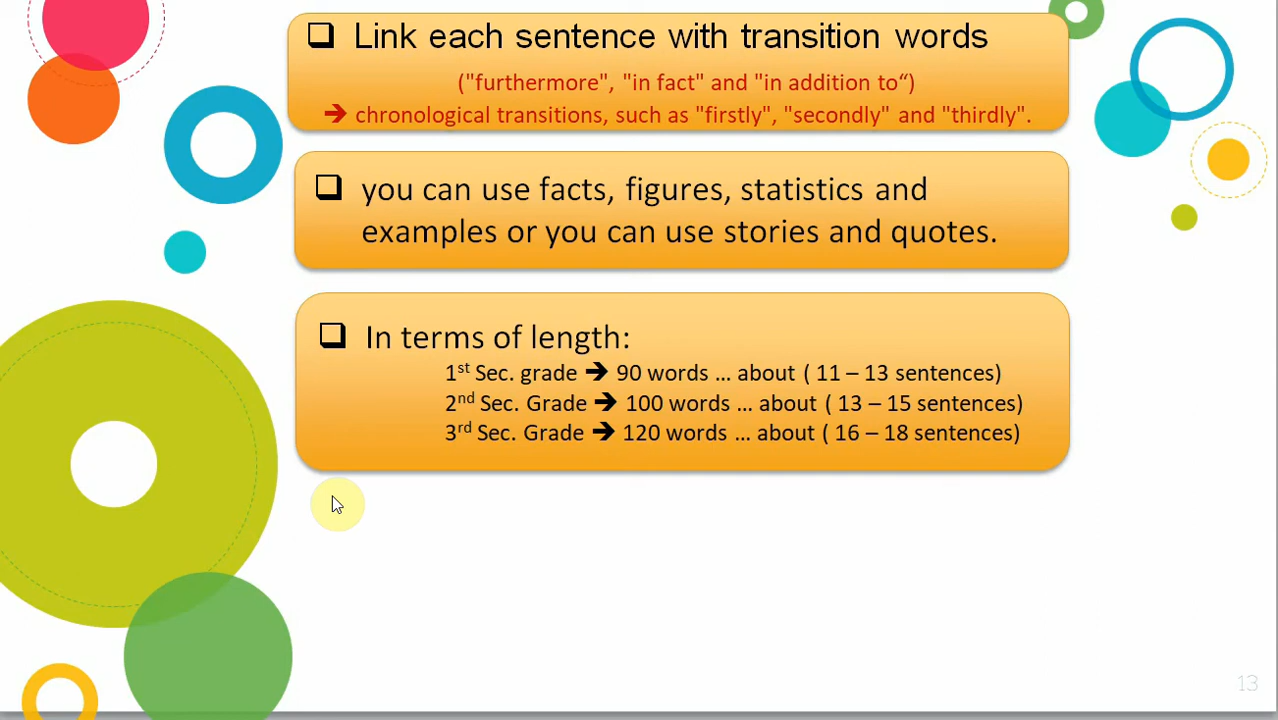 ❑ Link each sentence with transition words
("furthermore", "in fact" and "in addition to“)
➔ chronological transitions, such as "firstly", "secondly" and "thirdly".
❑ you can use facts, figures, statistics and
examples or you can use stories and quotes.
❑ In terms of length:
1st Sec. grade ➔ 90 words … about ( 11 – 13 sentences)
2nd Sec. Grade ➔ 100 words … about ( 13 – 15 sentences)
3rd Sec. Grade ➔ 120 words … about ( 16 – 18 sentences)
13